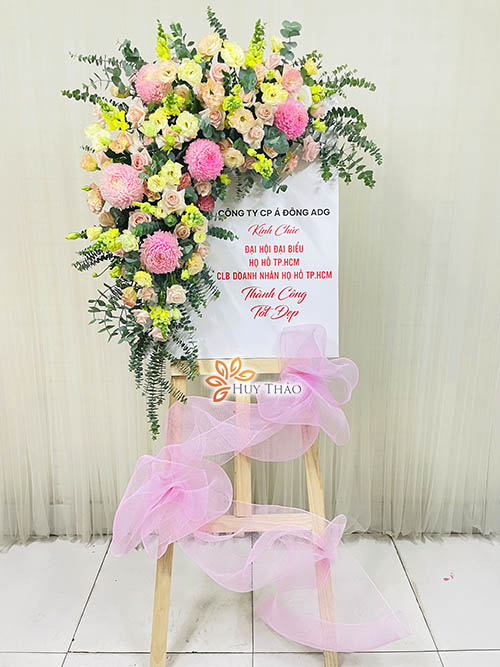 CÔNG TY CP Á ĐÔNG ADG
Kính Chúc
ĐẠI HỘI ĐẠI BIỂU
HỌ HỒ TP.HCM
CLB DOANH NHÂN HỌ HỒ TP.HCM
Thành Công
Tốt Đẹp
HUY THẢO